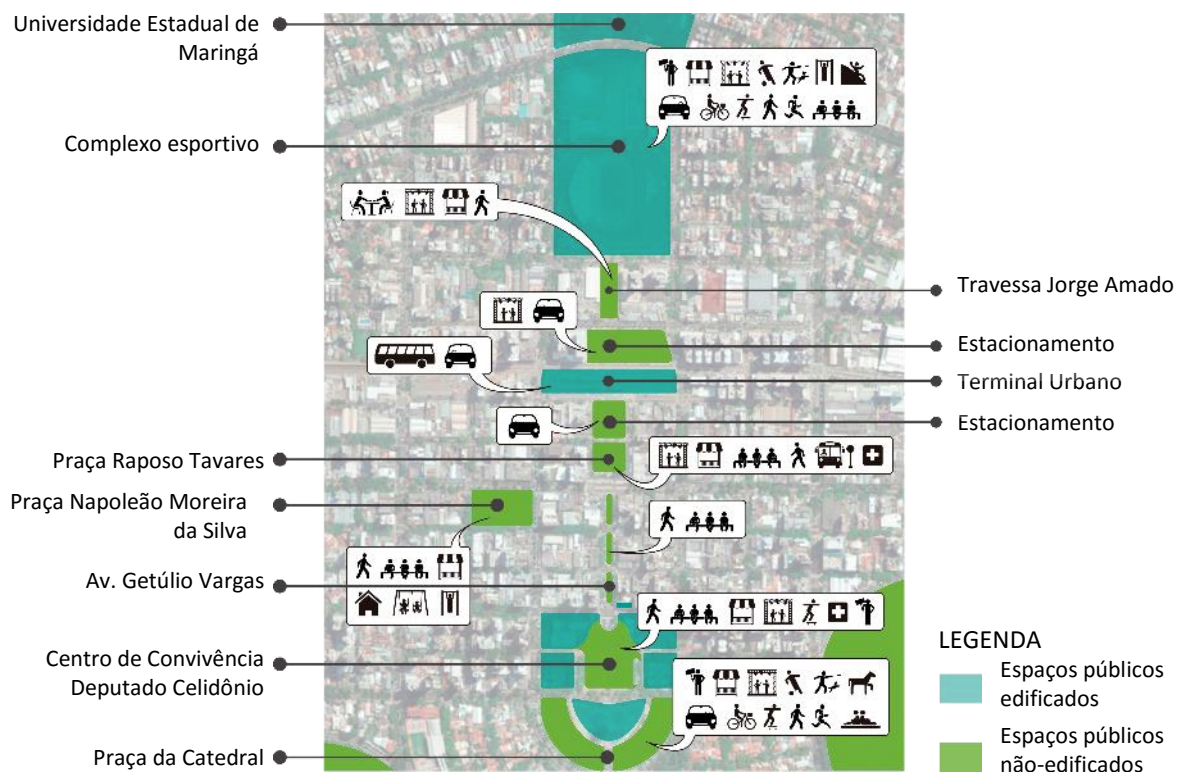 Universidade Estadual de
Maringá
Complexo esportivo
Travessa Jorge Amado
Estacionamento
Terminal Urbano
Estacionamento
Praça Raposo Tavares
Praça Napoleão Moreira
da Silva
Av. Getúlio Vargas
Centro de Convivência
Deputado Celidônio
Praça da Catedral
LEGENDA
Espaços públicos
edificados
Espaços públicos
não-edificados